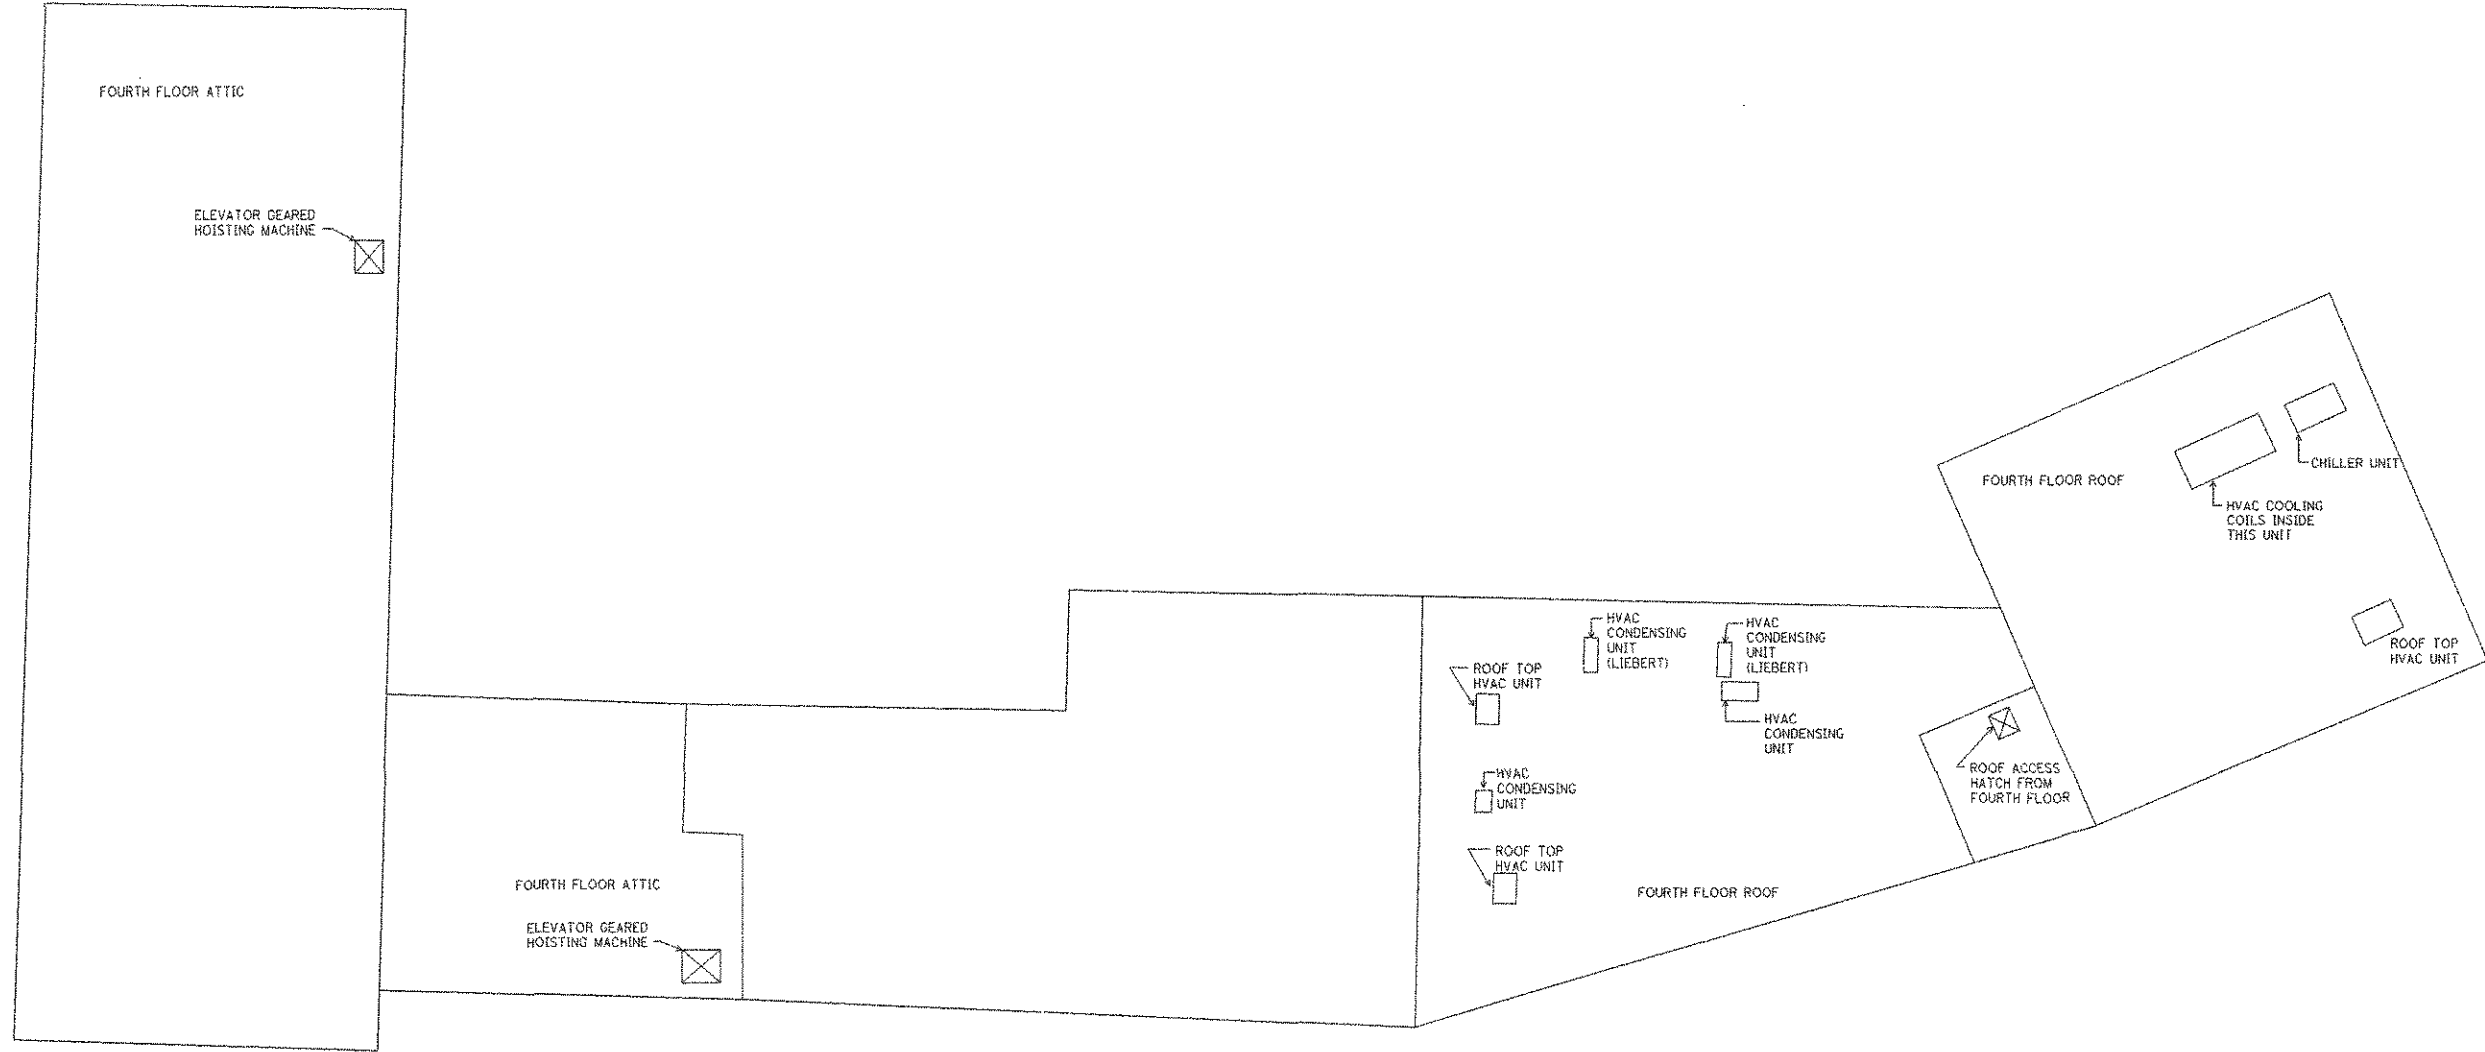 FOURTH FLOOR ATTIC
ELEVATOR GEARED
HOISTING MACHINE
FOURTH FLOOR ATTIC
ELEVATOR GEARED
HOISTING MACHINE
ROOF TOP
HVAC UNIT
HVAC
CONDENSING
UNIT
(LIEBERT)
HVAC
CONDENSING
UNIT
(LIEBERT)
HVAC
CONDENSING
UNIT
HVAC
CONDENSING
UNIT
ROOF TOP
HVAC UNIT
FOURTH FLOOR ROOF
ROOF ACCESS
HATCH FROM
FOURTH FLOOR
FOURTH FLOOR ROOF
CHILLER UNIT
HVAC COOLING
COILS INSIDE
THIS UNIT
ROOF TOP
HVAC UNIT